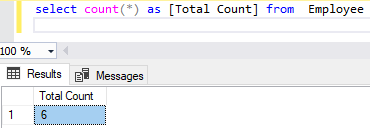 select count(*) as [Total Count] from  Employee
100 %
Results Messages
Total Count
1 6